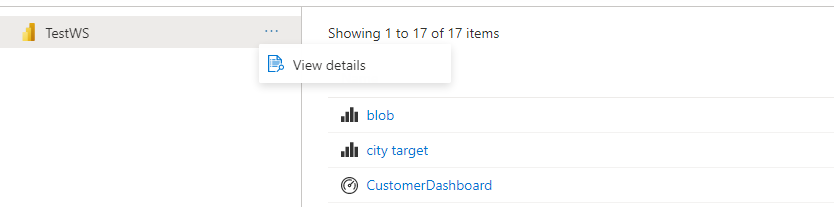 TestWS
...
View details
Showing 1 to 17 of 17 items
blob
city target
CustomerDashboard